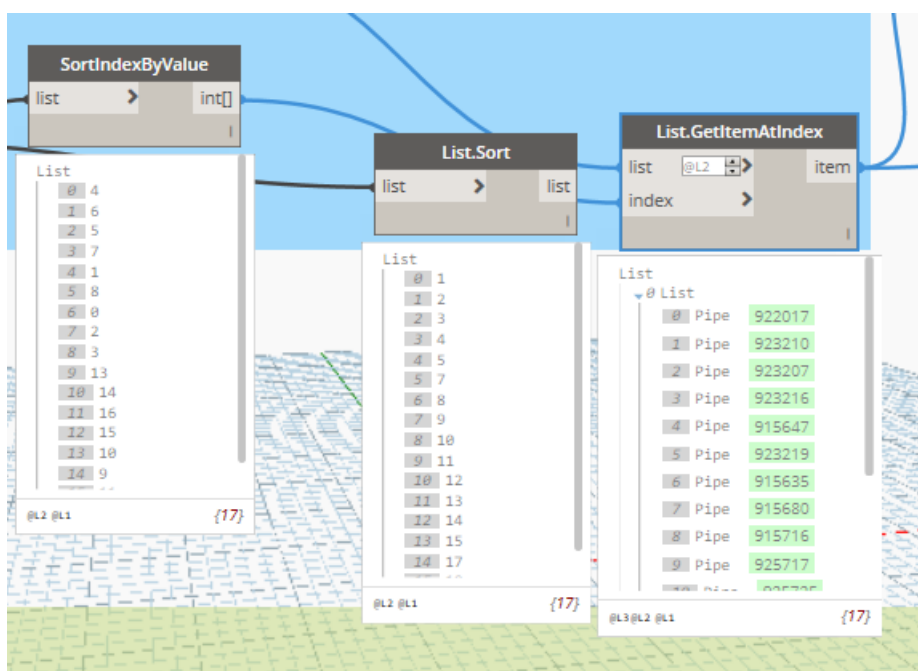 SortIndexByValue
list > int[]
l
List
0 4
1 6
2 5
3 7
4 1
5 8
6 0
7 2
8 3
9 13
10 14
11 16
12 15
13 10
14 9
@L2 @L1 {17}
List.Sort
list > list
l
List
0 1
1 2
2 3
3 4
4 5
5 7
6 8
7 9
8 10
9 11
10 12
11 13
12 14
13 15
14 17
@L2 @L1 {17}
List.GetItemAtIndex
list @L2 > item
index >
l
List
0 List
0 Pipe 922017
1 Pipe 923210
2 Pipe 923207
3 Pipe 923216
4 Pipe 915647
5 Pipe 923219
6 Pipe 915635
7 Pipe 915680
8 Pipe 915716
9 Pipe 925717
10 Pipe
@L3 @L2 @L1 {17}